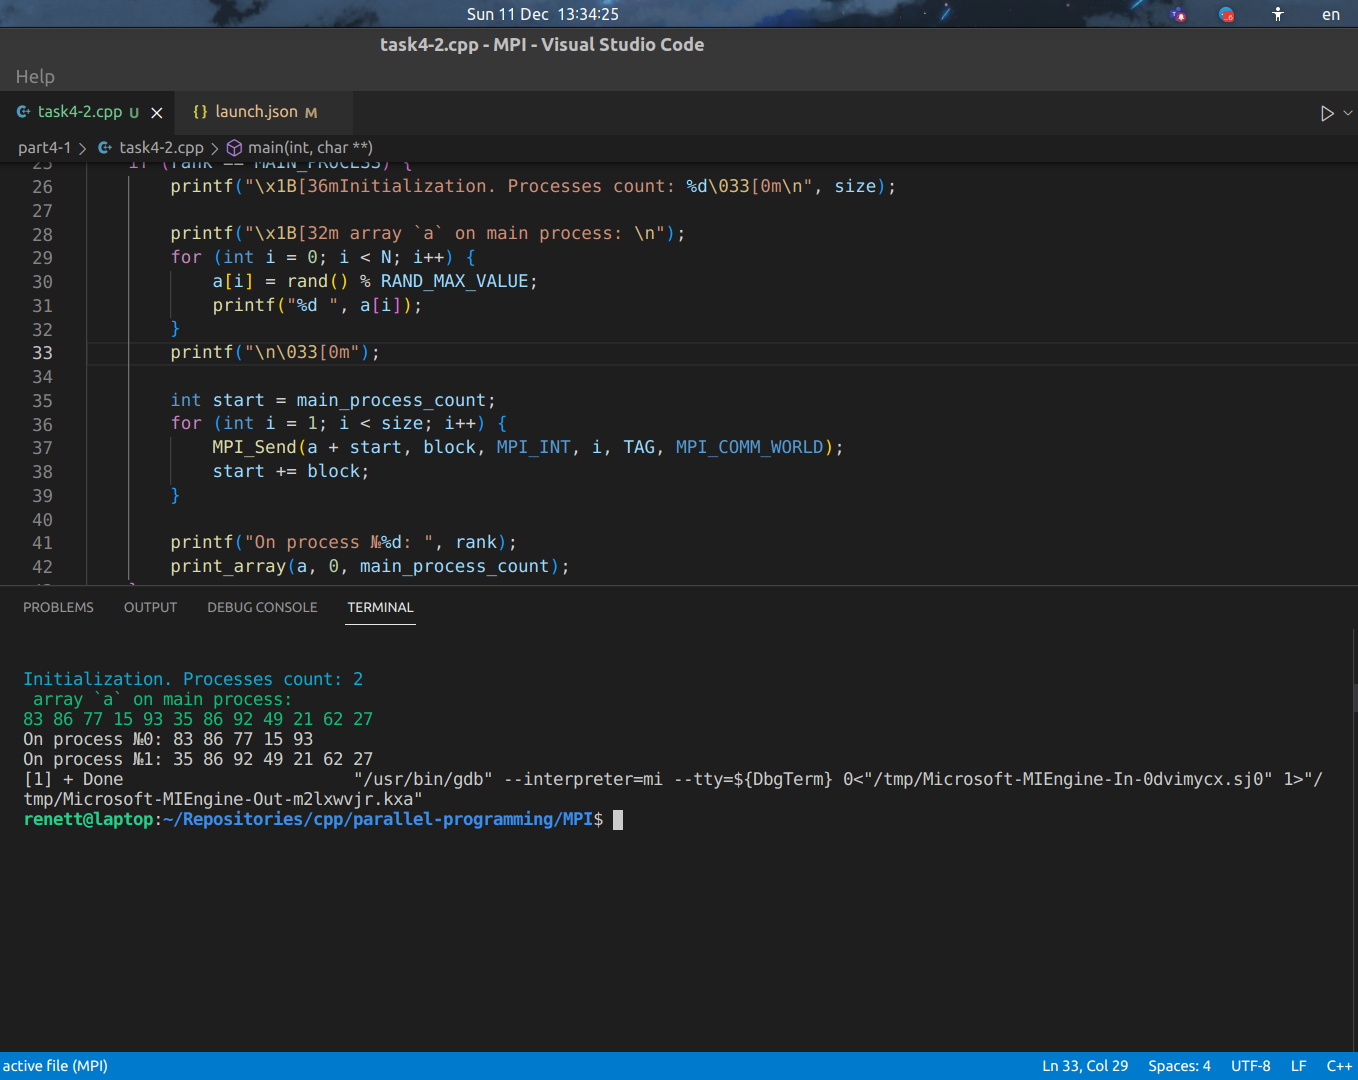 Sun 11 Dec 13:34:25
en
task4-2.cpp - MPI - Visual Studio Code
Help
task4-2.cpp U
launch.json M
part4-1 > task4-2.cpp > main(int, char **)
25 if (rank == MAIN_PROCESS) {
26 printf("\x1B[36mInitialization. Processes count: %d\033[0m\n", size);
27
28 printf("\x1B[32m array `a` on main process: \n");
29 for (int i = 0; i < N; i++) {
30 a[i] = rand() % RAND_MAX_VALUE;
31 printf("%d ", a[i]);
32 }
33 printf("\n\033[0m");
34
35 int start = main_process_count;
36 for (int i = 1; i < size; i++) {
37 MPI_Send(a + start, block, MPI_INT, i, TAG, MPI_COMM_WORLD);
38 start += block;
39 }
40
41 printf("On process №%d: ", rank);
42 print_array(a, 0, main_process_count);
PROBLEMS OUTPUT DEBUG CONSOLE TERMINAL
Initialization. Processes count: 2
array `a` on main process:
83 86 77 15 93 35 86 92 49 21 62 27
On process №0: 83 86 77 15 93
On process №1: 35 86 92 49 21 62 27
[1] + Done "/usr/bin/gdb" --interpreter=mi --tty=${DbgTerm} 0<"/tmp/Microsoft-MIEngine-In-0dvimycx.sj0" 1>"/
tmp/Microsoft-MIEngine-Out-m2lxwvjr.kxa"
renett@laptop:~/Repositories/cpp/parallel-programming/MPI$
active file (MPI)
Ln 33, Col 29 Spaces: 4 UTF-8 LF C++